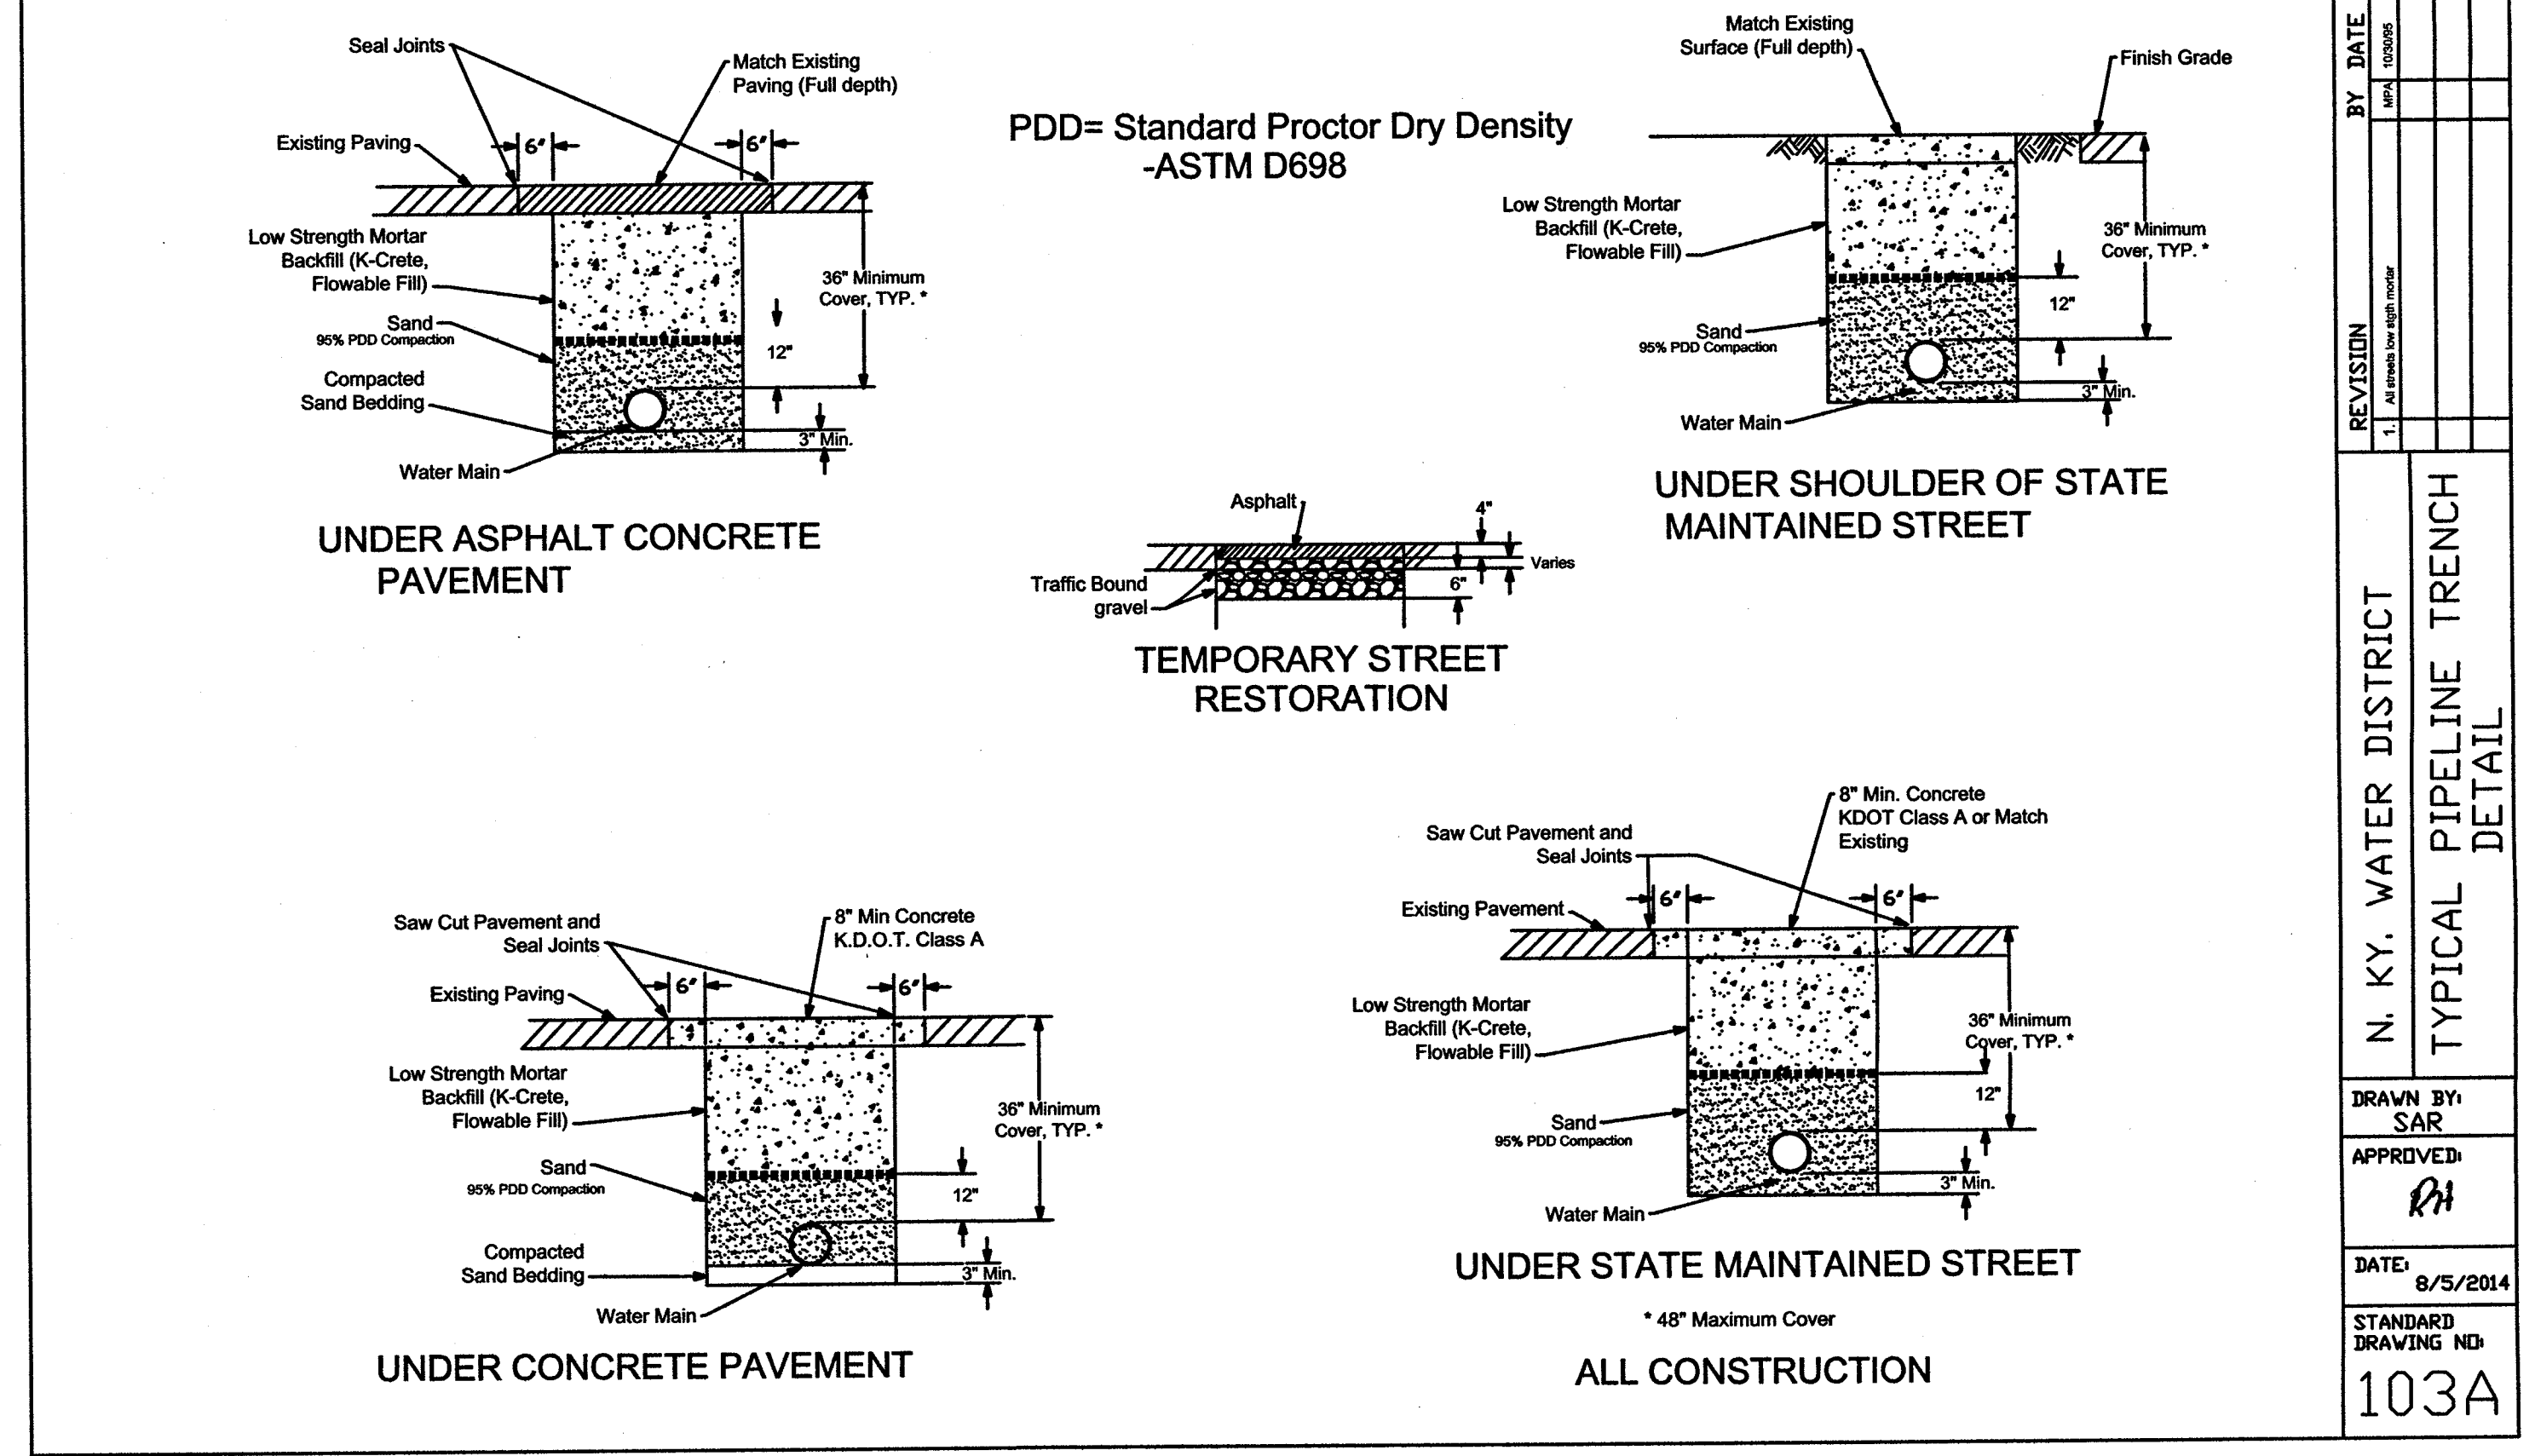 Seal Joints
Match Existing
Paving (Full depth)
Existing Paving
6"
6"
Low Strength Mortar
Backfill (K-Crete,
Flowable Fill)
36" Minimum
Cover, TYP. *
Sand
95% PDD Compaction
12"
Compacted
Sand Bedding
3" Min.
Water Main
UNDER ASPHALT CONCRETE
PAVEMENT
PDD= Standard Proctor Dry Density
-ASTM D698
Match Existing
Surface (Full depth)
Finish Grade
Low Strength Mortar
Backfill (K-Crete,
Flowable Fill)
36" Minimum
Cover, TYP. *
12"
Sand
95% PDD Compaction
3" Min.
Water Main
UNDER SHOULDER OF STATE
MAINTAINED STREET
Asphalt
4"
Varies
Traffic Bound
gravel
6"
TEMPORARY STREET
RESTORATION
Saw Cut Pavement and
Seal Joints
8" Min Concrete
K.D.O.T. Class A
6"
6"
Existing Paving
Low Strength Mortar
Backfill (K-Crete,
Flowable Fill)
36" Minimum
Cover, TYP. *
Sand
95% PDD Compaction
12"
Compacted
Sand Bedding
3" Min.
Water Main
UNDER CONCRETE PAVEMENT
8" Min. Concrete
KDOT Class A or Match
Existing
Saw Cut Pavement and
Seal Joints
6"
6"
Existing Pavement
Low Strength Mortar
Backfill (K-Crete,
Flowable Fill)
36" Minimum
Cover, TYP. *
12"
Sand
95% PDD Compaction
3" Min.
Water Main
UNDER STATE MAINTAINED STREET
* 48" Maximum Cover
ALL CONSTRUCTION
REVISION BY DATE
1. All streets low stgth mortar MPA 10/30/95
N. KY. WATER DISTRICT
TYPICAL PIPELINE TRENCH
DETAIL
DRAWN BY:
SAR
APPROVED:
RH
DATE:
8/5/2014
STANDARD
DRAWING NO:
103A